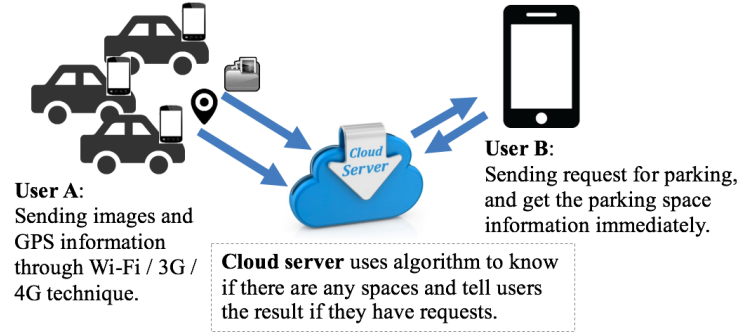 Cloud
Server
User A:
Sending images and
GPS information
through Wi-Fi / 3G /
4G technique.
User B:
Sending request for parking,
and get the parking space
information immediately.
Cloud server uses algorithm to know
if there are any spaces and tell users
the result if they have requests.